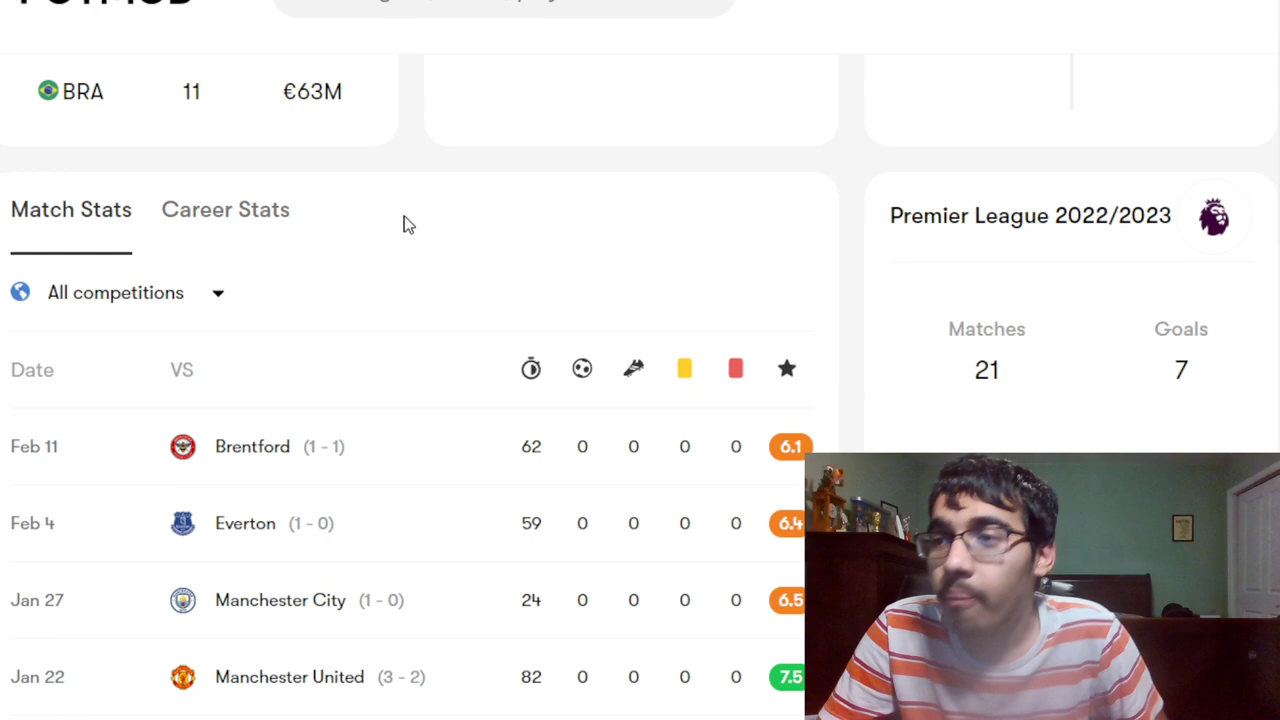 BRA 11 €63M
Match Stats Career Stats
Premier League 2022/2023
All competitions
Matches Goals
21 7
Date VS
Feb 11 Brentford (1 - 1) 62 0 0 0 0 6.1
Feb 4 Everton (1 - 0) 59 0 0 0 0 6.4
Jan 27 Manchester City (1 - 0) 24 0 0 0 0 6.5
Jan 22 Manchester United (3 - 2) 82 0 0 0 0 7.5